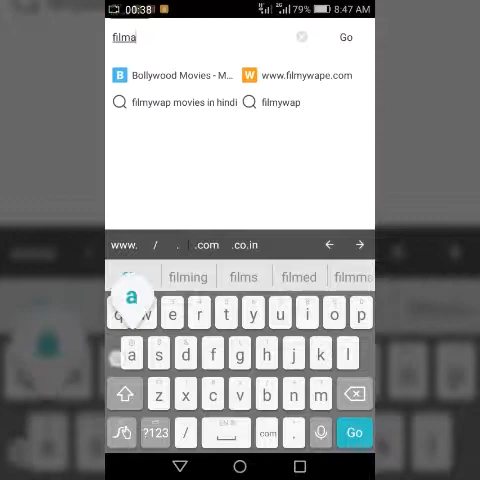 00:38 79% 8:47 AM
filma Go
B Bollywood Movies - M... W www.filmywape.com
filmywap movies in hindi filmywap
www. / . .com .co.in
filming films filmed filmm
a
q w e r t y u i o p
a s d f g h j k l
z x c v b n m
?123 / .com . Go